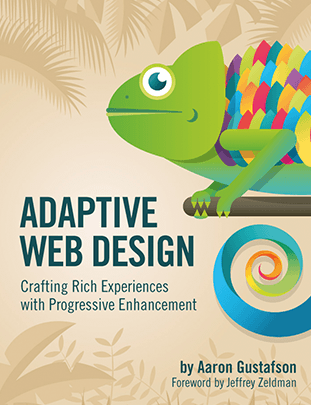 ADAPTIVE
WEB DESIGN
Crafting Rich Experiences
with Progressive Enhancement
by Aaron Gustafson
Foreword by Jeffrey Zeldman